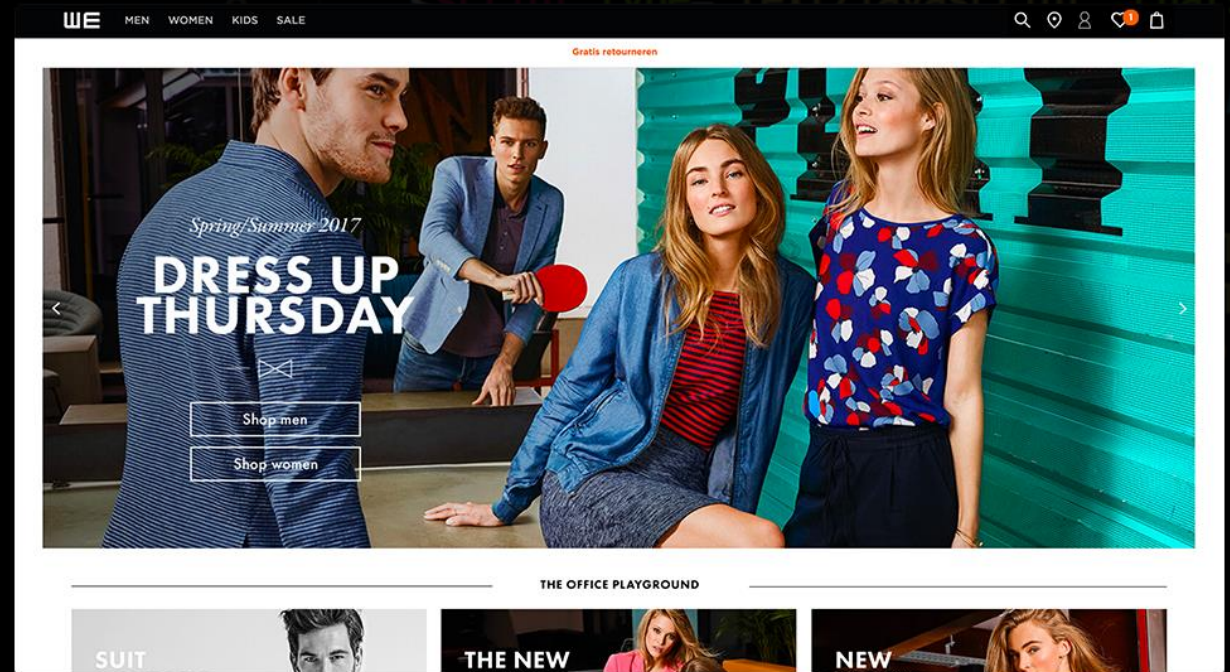 WE MEN WOMEN KIDS SALE 1
Gratis retourneren
Spring/Summer 2017
DRESS UP
THURSDAY
Shop men
Shop women
THE OFFICE PLAYGROUND
SUIT
THE NEW
NEW